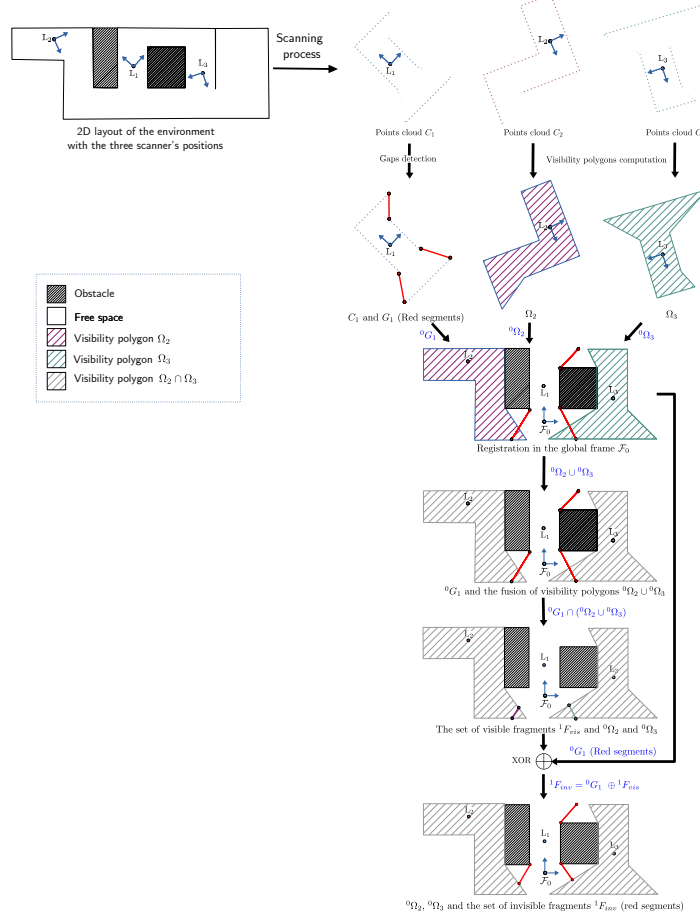 L₂
L₁
L₃
Scanning
process
2D layout of the environment
with the three scanner's positions
L₁
L₂
L₃
Points cloud C₁
Points cloud C₂
Points cloud C
Gaps detection
Visibility polygons computation
L₁
L₂
L₃
C₁ and G₁ (Red segments)
Ω₂
Ω₃
Obstacle
Free space
Visibility polygon Ω₂
Visibility polygon Ω₃
Visibility polygon Ω₂ ∩ Ω₃
⁰G₁
⁰Ω₂
⁰Ω₃
L₂
L₁
L₃
ℱ₀
Registration in the global frame ℱ₀
⁰Ω₂ ∪ ⁰Ω₃
L₂
L₁
L₃
ℱ₀
⁰G₁ and the fusion of visibility polygons ⁰Ω₂ ∪ ⁰Ω₃
⁰G₁ ∩ (⁰Ω₂ ∪ ⁰Ω₃)
L₂
L₁
L₂
ℱ₀
The set of visible fragments ¹F_vis and ⁰Ω₂ and ⁰Ω₃
⁰G₁ (Red segments)
XOR
¹F_inv = ⁰G₁ ⊕ ¹F_vis
L₂
L₁
L₃
ℱ₀
⁰Ω₂, ⁰Ω₃ and the set of invisible fragments ¹F_inv (red segments)